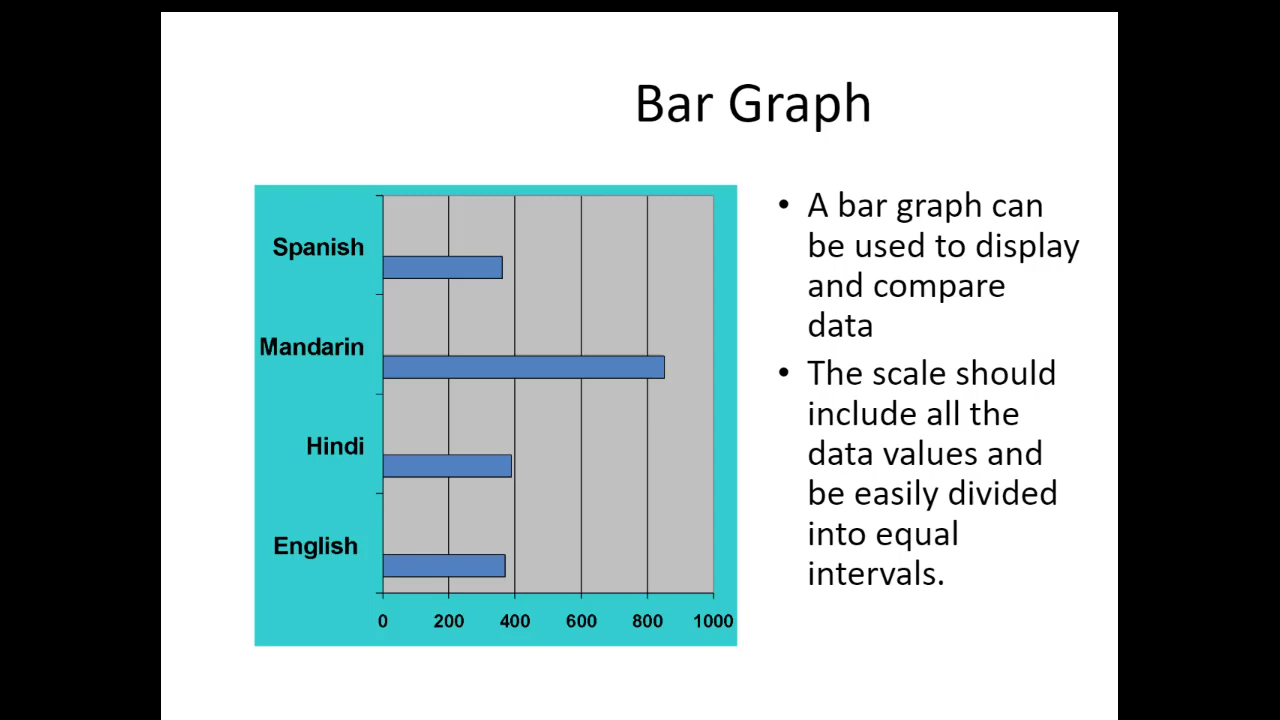 Bar Graph
Spanish
Mandarin
Hindi
English
0 200 400 600 800 1000
• A bar graph can
be used to display
and compare
data
• The scale should
include all the
data values and
be easily divided
into equal
intervals.